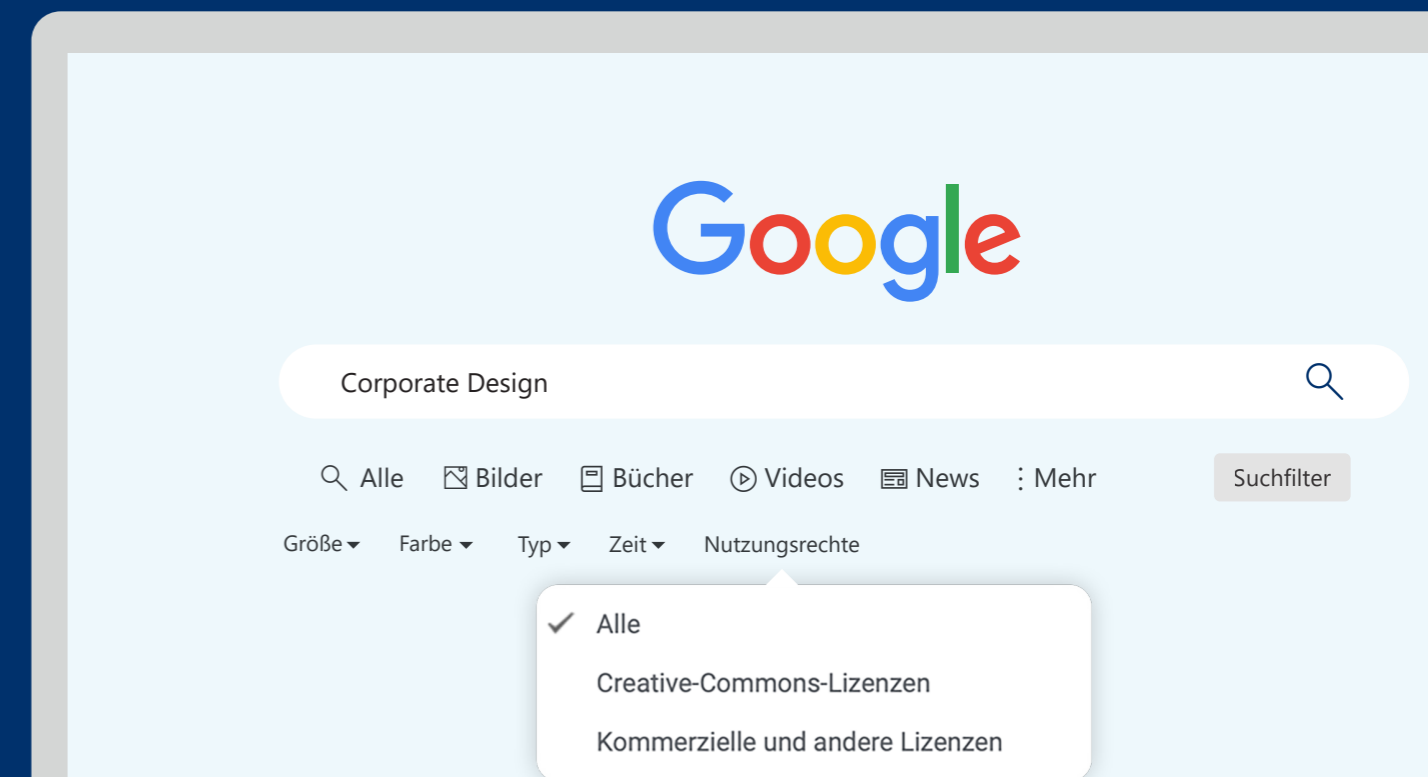 Google
Corporate Design
Alle Bilder Bücher Videos News Mehr Suchfilter
Größe Farbe Typ Zeit Nutzungsrechte
Alle
Creative-Commons-Lizenzen
Kommerzielle und andere Lizenzen